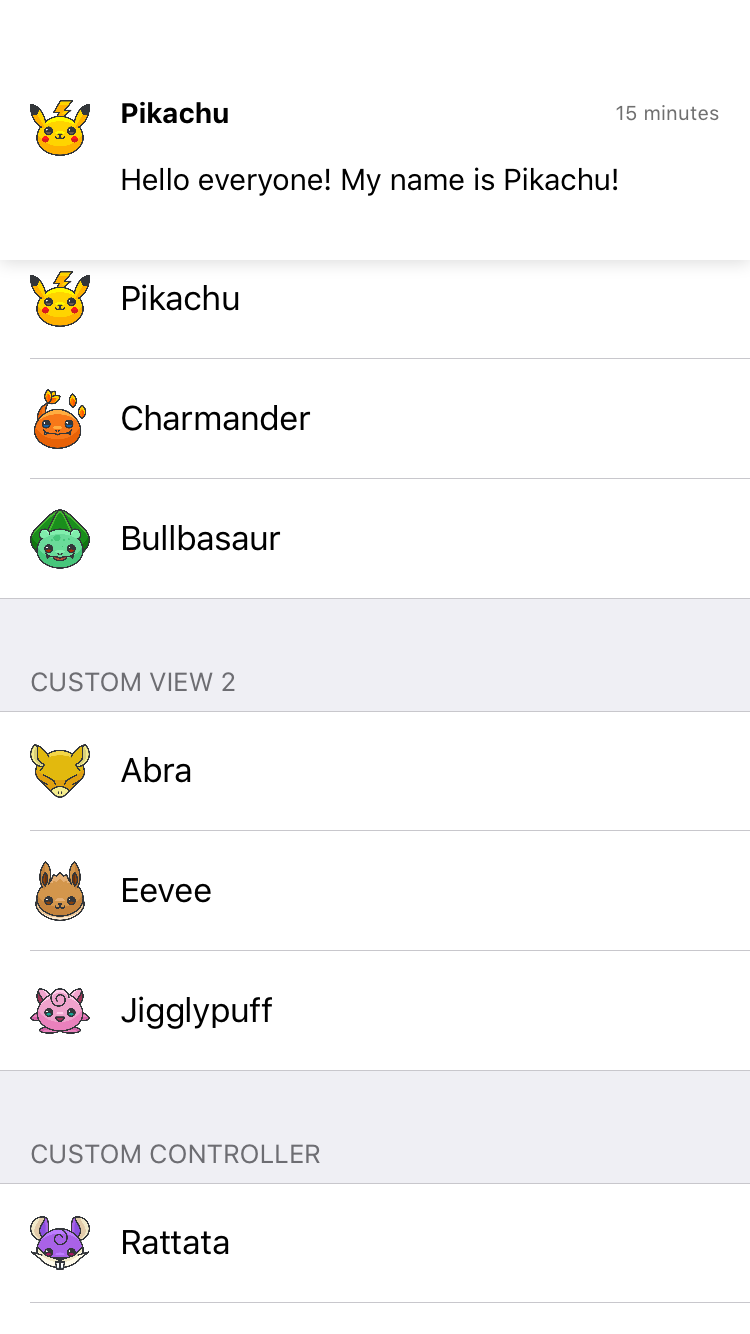 Pikachu
15 minutes
Hello everyone! My name is Pikachu!
Pikachu
Charmander
Bullbasaur
CUSTOM VIEW 2
Abra
Eevee
Jigglypuff
CUSTOM CONTROLLER
Rattata